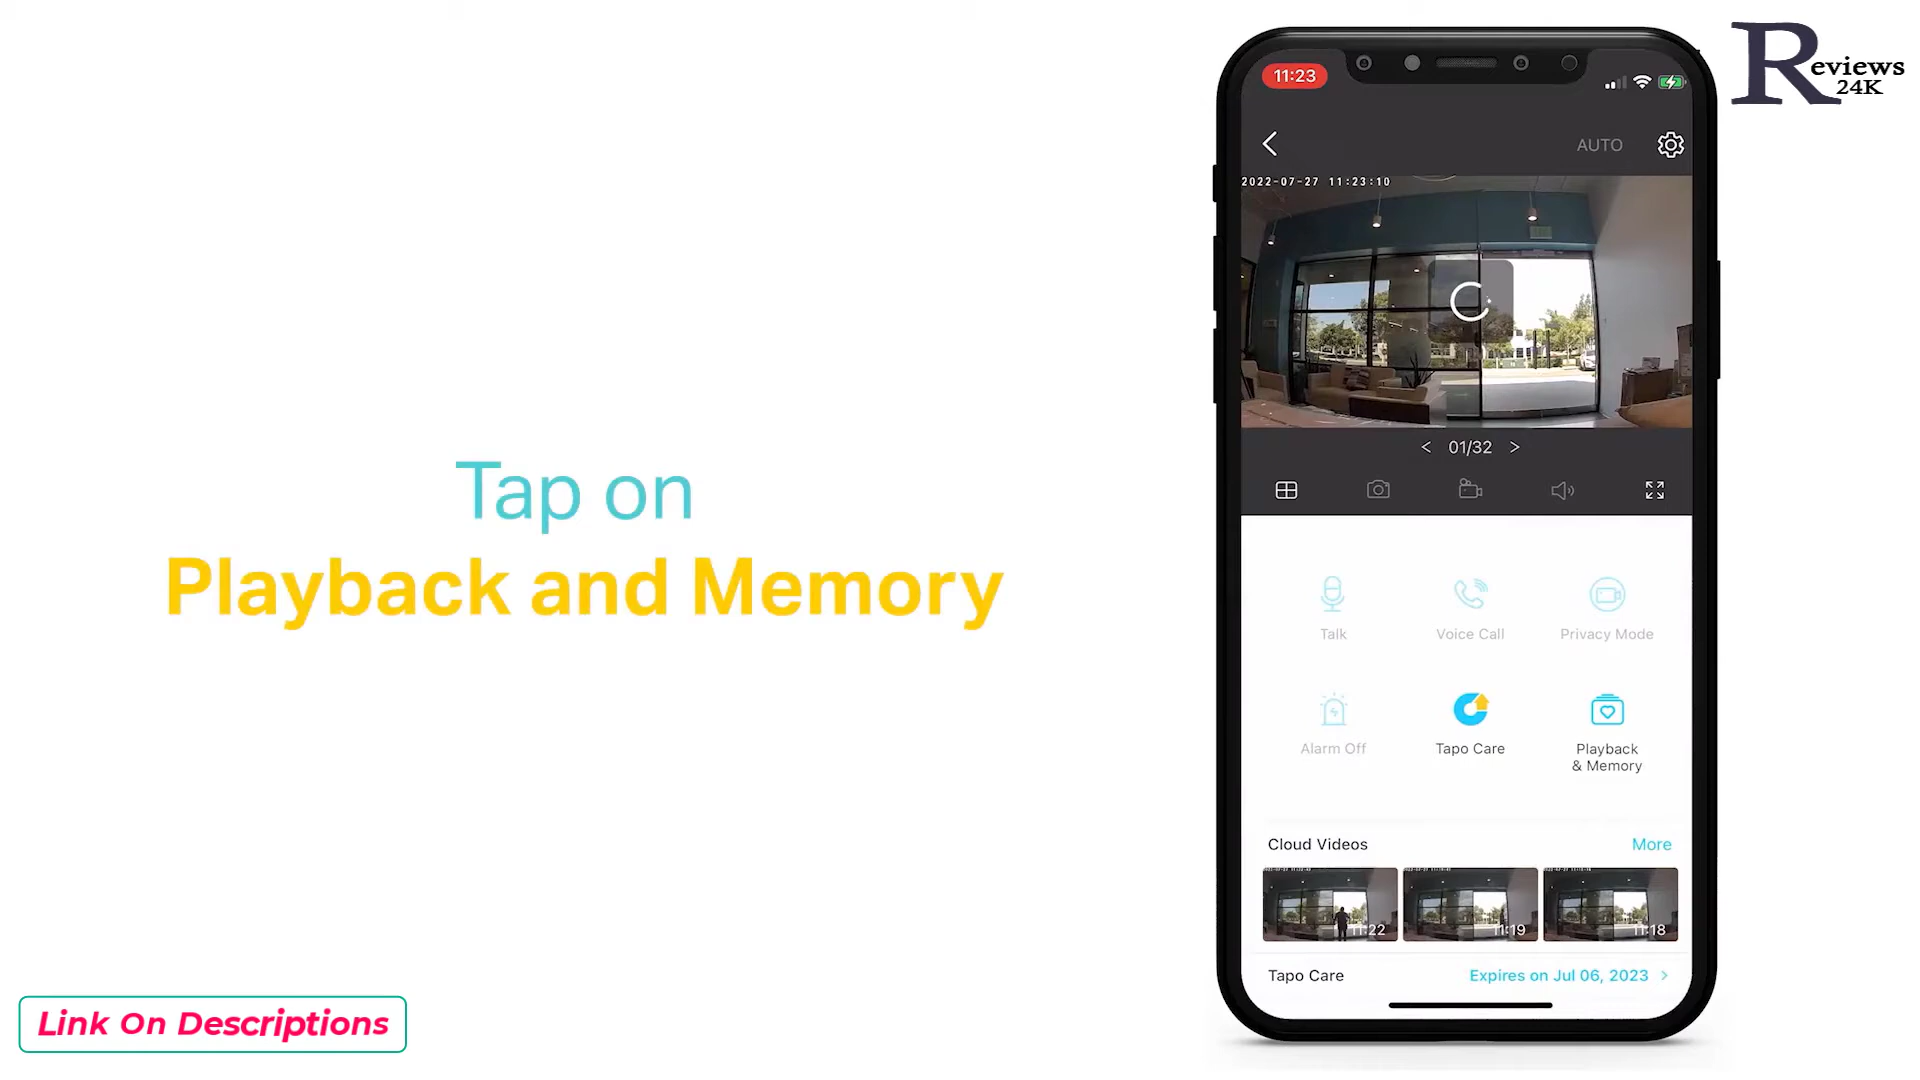 Reviews
24K
11:23
AUTO
2022-07-27 11:23:10
Tap on
Playback and Memory
< 01/32 >
Talk
Voice Call
Privacy Mode
Alarm Off
Tapo Care
Playback
& Memory
Cloud Videos
More
11:22
11:19
11:18
Tapo Care
Expires on Jul 06, 2023 >
Link On Descriptions